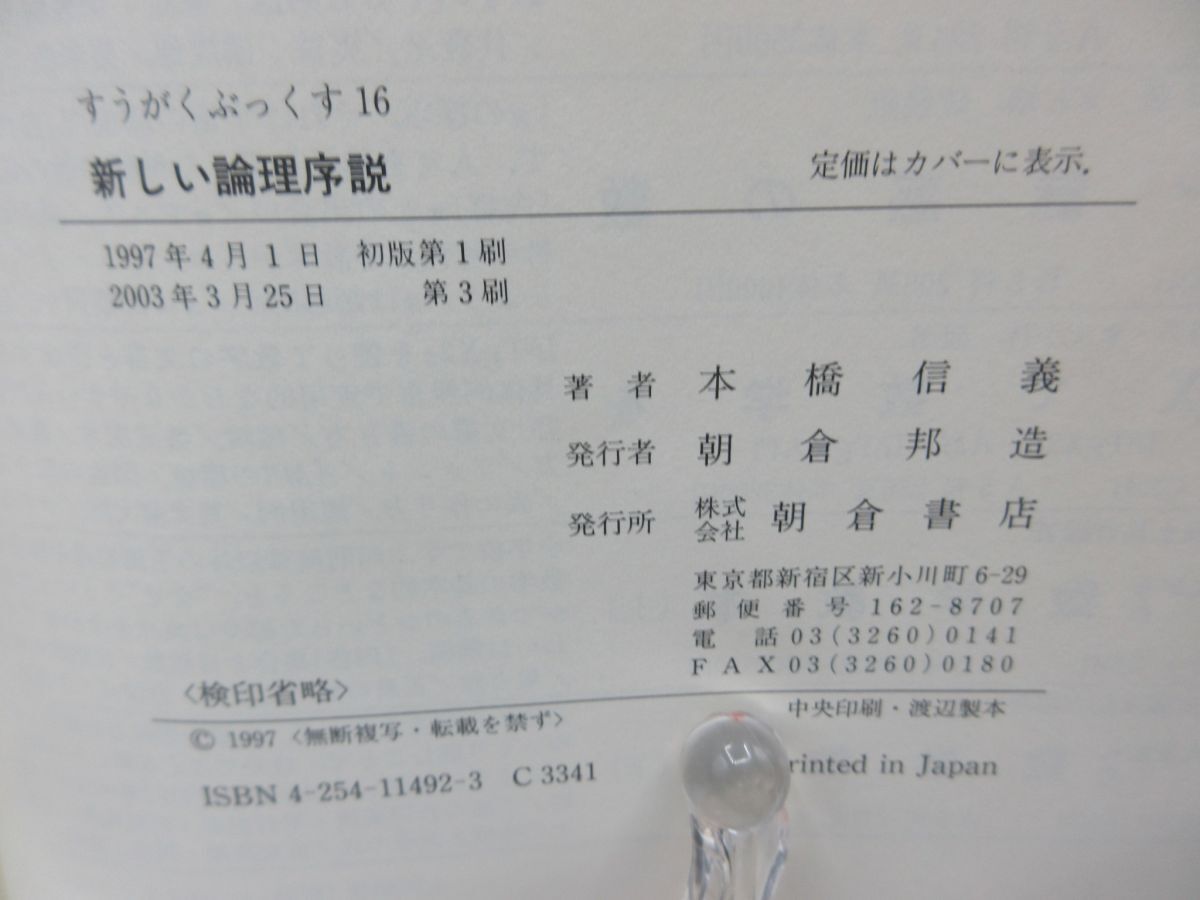 すうがくぶっくす16
新しい論理序説
定価はカバーに表示.
1997年4月1日 初版第1刷
2003年3月25日 第3刷
著者 本橋信義
発行者 朝倉邦造
発行所 株式会社 朝倉書店
東京都新宿区新小川町6-29
郵便番号 162-8707
電話 03(3260)0141
FAX 03(3260)0180
〈検印省略〉
中央印刷・渡辺製本
© 1997 〈無断複写・転載を禁ず〉
ISBN 4-254-11492-3 C 3341
rinted in Japan